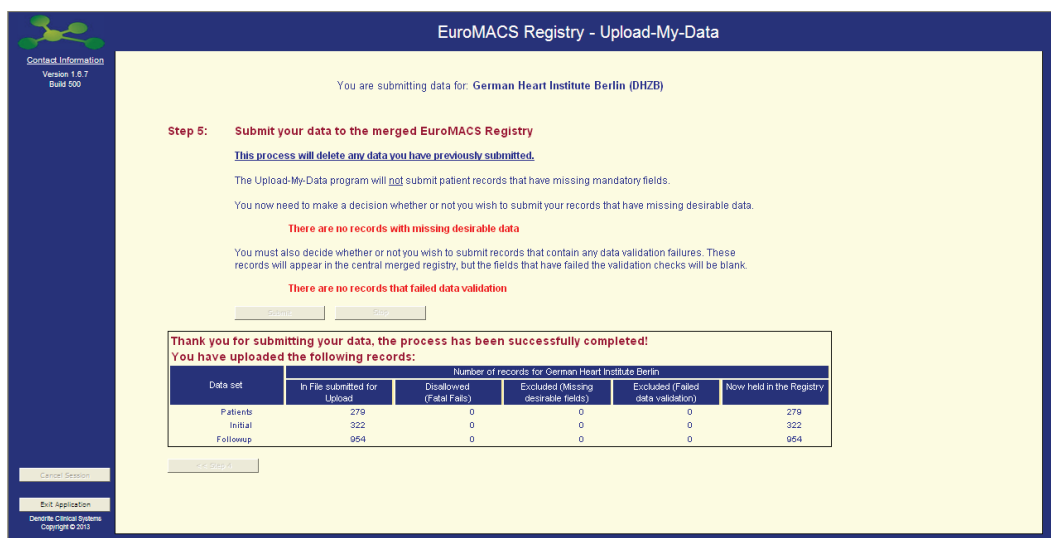 EuroMACS Registry - Upload-My-Data
Contact Information
Version 1.6.7
Build 500
You are submitting data for: German Heart Institute Berlin (DHZB)
Step 5: Submit your data to the merged EuroMACS Registry
This process will delete any data you have previously submitted.
The Upload-My-Data program will not submit patient records that have missing mandatory fields.
You now need to make a decision whether or not you wish to submit your records that have missing desirable data.
There are no records with missing desirable data
You must also decide whether or not you wish to submit records that contain any data validation failures. These
records will appear in the central merged registry, but the fields that have failed the validation checks will be blank.
There are no records that failed data validation
Submit
Thank you for submitting your data, the process has been successfully completed!
You have uploaded the following records:
Number of records for German Heart Institute Berlin
Data set
In File submitted for
Upload
Disallowed
(Fatal Fails)
Excluded (Missing
desirable fields)
Excluded (Failed
data validation)
Now held in the Registry
Patients 279 0 0 0 279
Initial 322 0 0 0 322
Followup 954 0 0 0 954
<< Step 4
Cancel Session
Exit Application
Dendrite Clinical Systems
Copyright © 2013